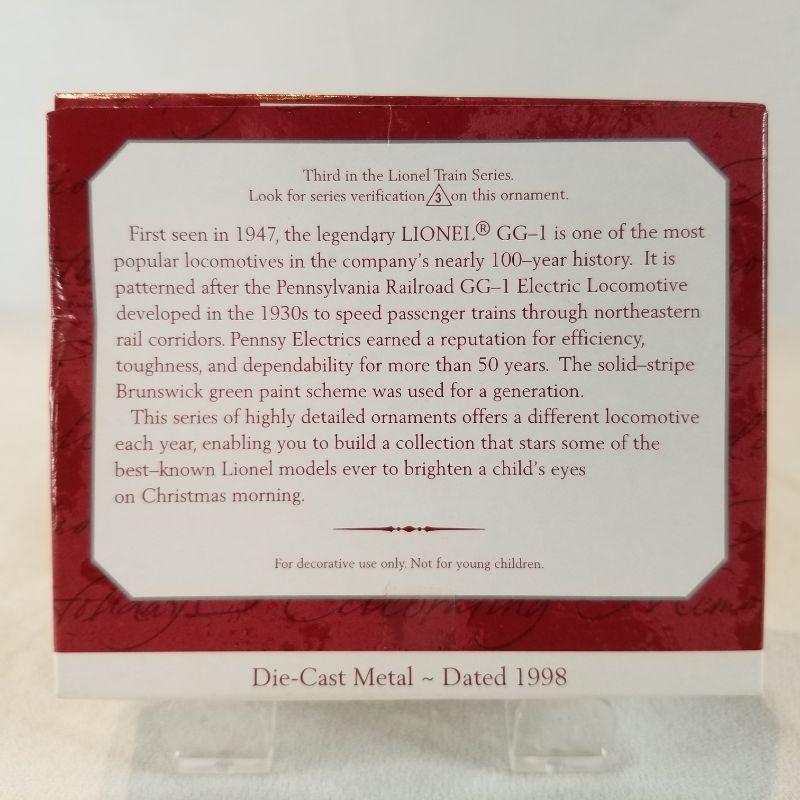 Third in the Lionel Train Series.
Look for series verification 3 on this ornament.
First seen in 1947, the legendary LIONEL® GG–1 is one of the most
popular locomotives in the company's nearly 100–year history. It is
patterned after the Pennsylvania Railroad GG–1 Electric Locomotive
developed in the 1930s to speed passenger trains through northeastern
rail corridors. Pennsy Electrics earned a reputation for efficiency,
toughness, and dependability for more than 50 years. The solid–stripe
Brunswick green paint scheme was used for a generation.
This series of highly detailed ornaments offers a different locomotive
each year, enabling you to build a collection that stars some of the
best–known Lionel models ever to brighten a child's eyes
on Christmas morning.
For decorative use only. Not for young children.
Holidays Celebrating
Die-Cast Metal ~ Dated 1998